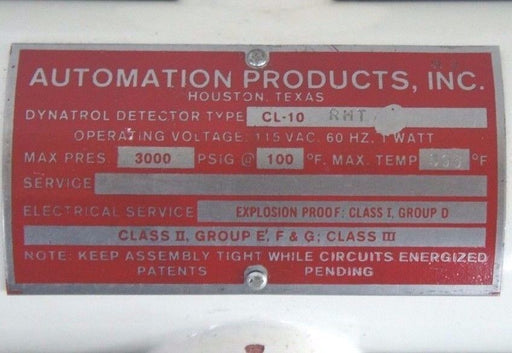 AUTOMATION PRODUCTS, INC.
HOUSTON, TEXAS
DYNATROL DETECTOR TYPE CL-10 RHT
OPERATING VOLTAGE: 115 VAC, 60 HZ, 1 WATT
MAX PRES. 3000 PSIG @ 100 °F. MAX. TEMP °F
SERVICE
ELECTRICAL SERVICE EXPLOSION PROOF: CLASS I, GROUP D
CLASS II, GROUP E, F & G; CLASS III
NOTE: KEEP ASSEMBLY TIGHT WHILE CIRCUITS ENERGIZED
PATENTS PENDING